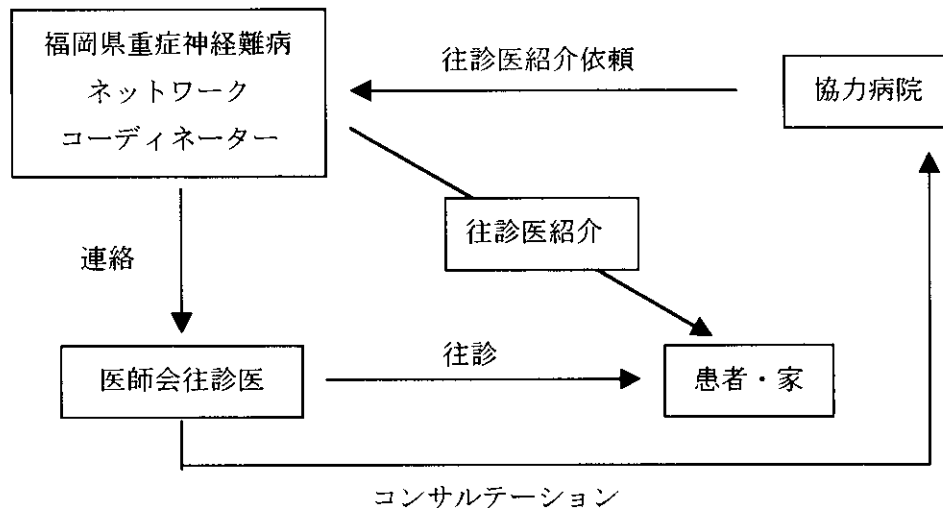 福岡県重症神経難病
ネットワーク
コーディネーター
往診医紹介依頼
協力病院
往診医紹介
連絡
医師会往診医
往診
患者・家
コンサルテーション